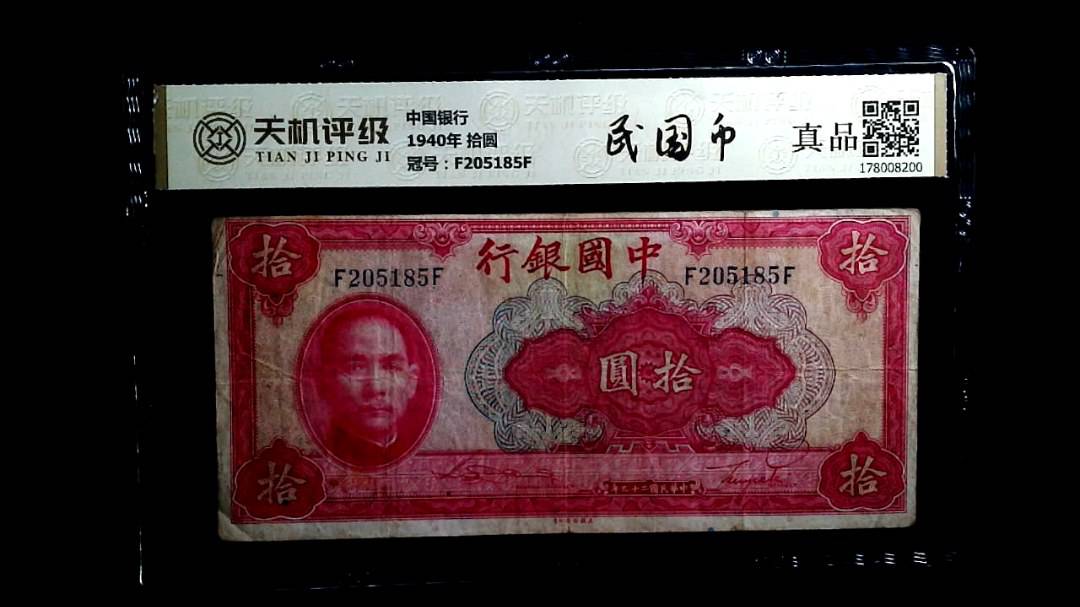 天机评级
TIAN JI PING JI
中国银行
1940年 拾圆
冠号：F205185F
民国币
真品
178008200
行銀國中
拾
拾
F205185F
F205185F
圓拾
拾
拾